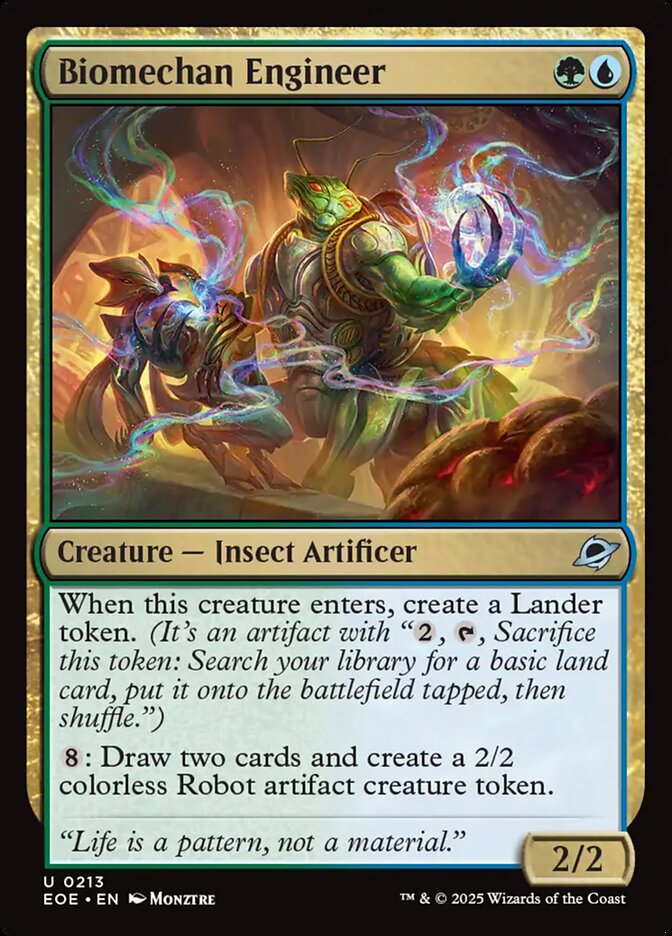 Biomechan Engineer
Creature — Insect Artificer
When this creature enters, create a Lander
token. (It's an artifact with “2, , Sacrifice
this token: Search your library for a basic land
card, put it onto the battlefield tapped, then
shuffle.”)
8: Draw two cards and create a 2/2
colorless Robot artifact creature token.
“Life is a pattern, not a material.”
2/2
U 0213
EOE • EN MONZTRE
™ & © 2025 Wizards of the Coast